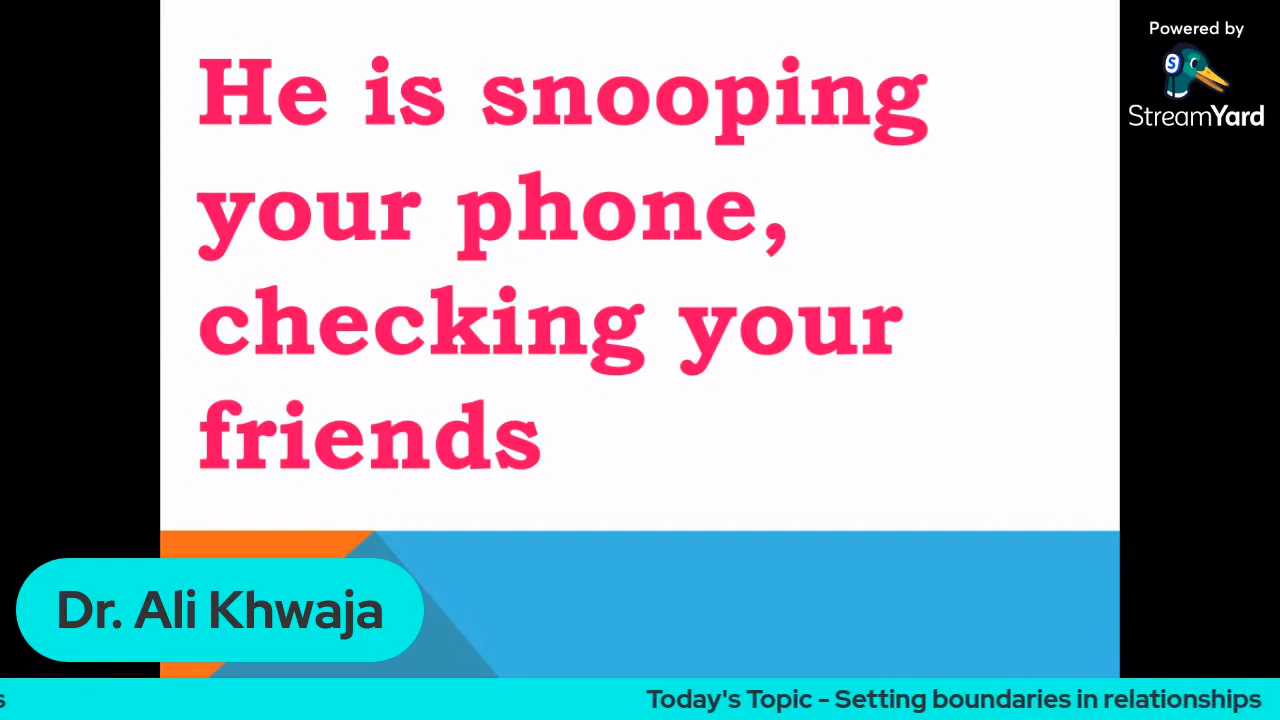 He is snooping
your phone,
checking your
friends
Powered by
S
StreamYard
Dr. Ali Khwaja
s
Today's Topic - Setting boundaries in relationships